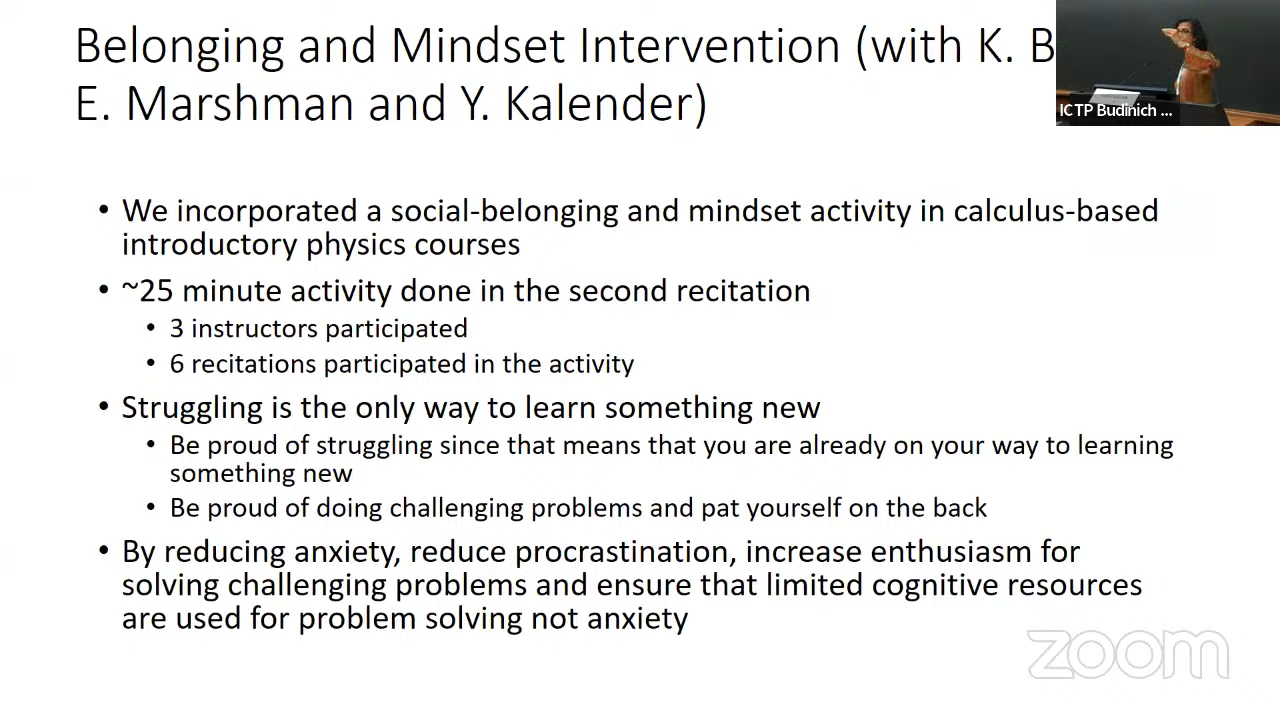 Belonging and Mindset Intervention (with K. B
E. Marshman and Y. Kalender)
ICTP Budinich ...
• We incorporated a social-belonging and mindset activity in calculus-based
introductory physics courses
• ~25 minute activity done in the second recitation
• 3 instructors participated
• 6 recitations participated in the activity
• Struggling is the only way to learn something new
• Be proud of struggling since that means that you are already on your way to learning
something new
• Be proud of doing challenging problems and pat yourself on the back
• By reducing anxiety, reduce procrastination, increase enthusiasm for
solving challenging problems and ensure that limited cognitive resources
are used for problem solving not anxiety
zoom